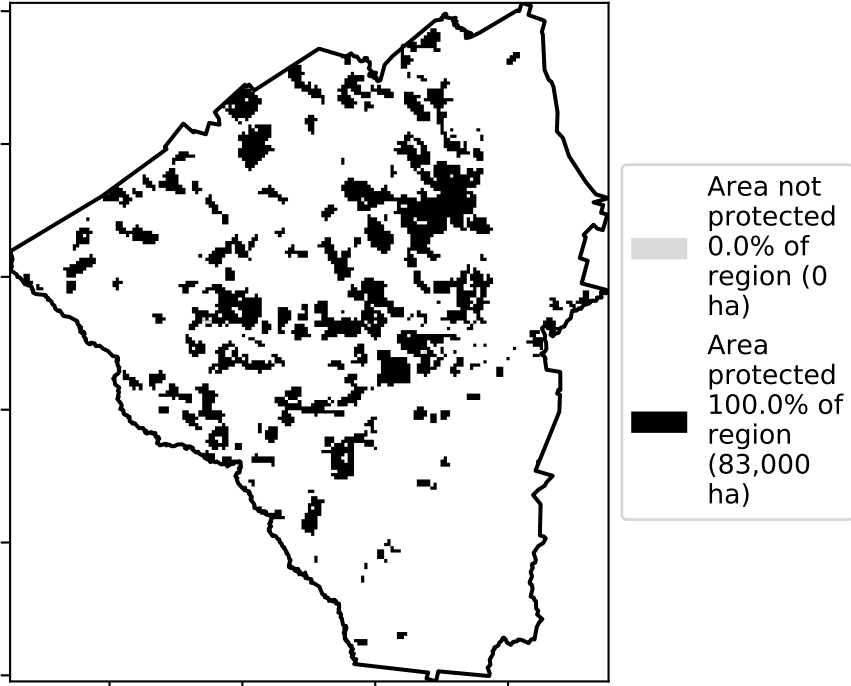 Area not
protected
0.0% of
region (0
ha)
Area
protected
100.0% of
region
(83,000
ha)